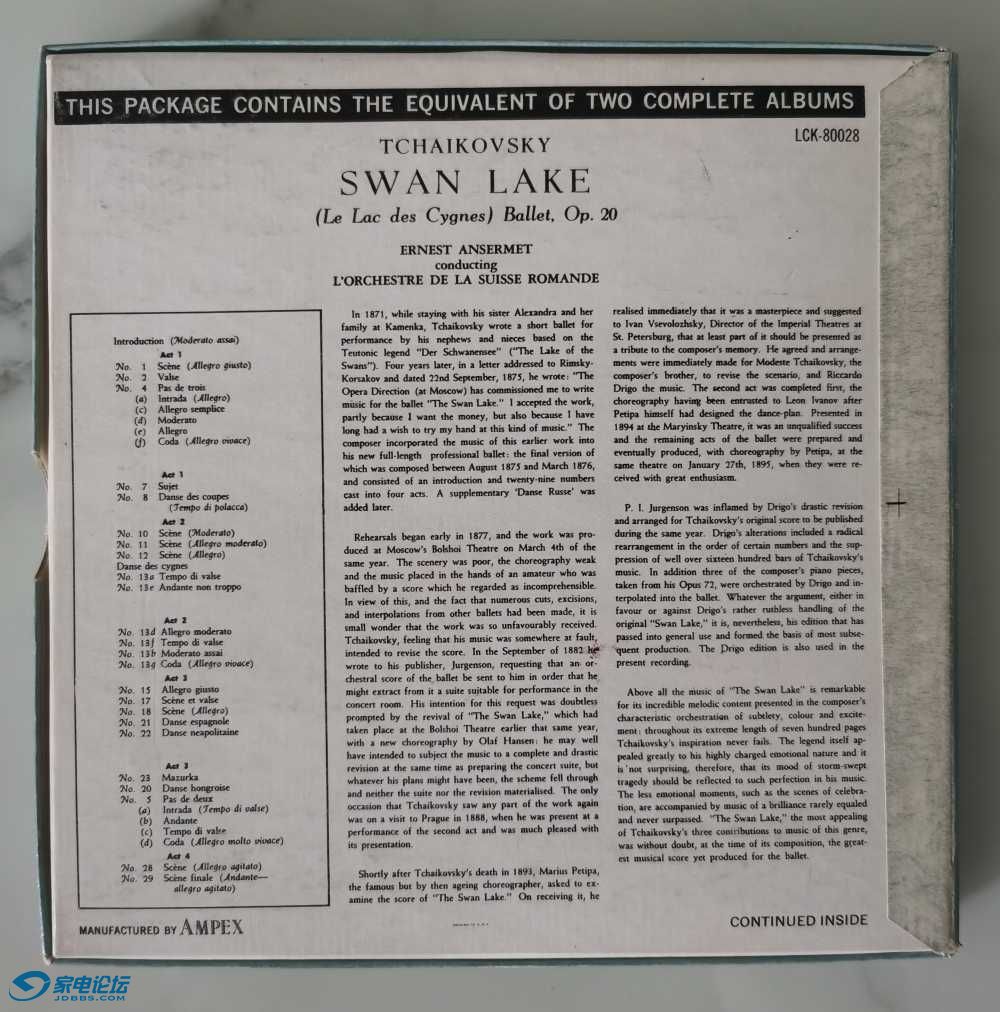 THIS PACKAGE CONTAINS THE EQUIVALENT OF TWO COMPLETE ALBUMS
LCK-80028
TCHAIKOVSKY
SWAN LAKE
(Le Lac des Cygnes) Ballet, Op. 20
ERNEST ANSERMET
conducting
L'ORCHESTRE DE LA SUISSE ROMANDE
Introduction (Moderato assai)
Act 1
No. 1 Scène (Allegro giusto)
No. 2 Valse
No. 4 Pas de trois
(a) Intrada (Allegro)
(c) Allegro semplice
(d) Moderato
(e) Allegro
(f) Coda (Allegro vivace)
Act 1
No. 7 Sujet
No. 8 Danse des coupes
(Tempo di polacca)
Act 2
No. 10 Scène (Moderato)
No. 11 Scène (Allegro moderato)
No. 12 Scène (Allegro)
Danse des cygnes
No. 13a Tempo di valse
No. 13e Andante non troppo
Act 2
No. 13d Allegro moderato
No. 13f Tempo di valse
No. 13b Moderato assai
No. 13g Coda (Allegro vivace)
Act 3
No. 15 Allegro giusto
No. 17 Scène et valse
No. 18 Scène (Allegro)
No. 21 Danse espagnole
No. 22 Danse neapolitaine
Act 3
No. 23 Mazurka
No. 20 Danse hongroise
No. 5 Pas de deux
(a) Intrada (Tempo di valse)
(b) Andante
(c) Tempo di valse
(d) Coda (Allegro molto vivace)
Act 4
No. 28 Scène (Allegro agitato)
No. 29 Scène finale (Andante—
allegro agitato)
In 1871, while staying with his sister Alexandra and her
family at Kamenka, Tchaikovsky wrote a short ballet for
performance by his nephews and nieces based on the
Teutonic legend "Der Schwanensee" ("The Lake of the
Swans"). Four years later, in a letter addressed to Rimsky-
Korsakov and dated 22nd September, 1875, he wrote: "The
Opera Direction (at Moscow) has commissioned me to write
music for the ballet "The Swan Lake." I accepted the work,
partly because I want the money, but also because I have
long had a wish to try my hand at this kind of music." The
composer incorporated the music of this earlier work into
his new full-length professional ballet: the final version of
which was composed between August 1875 and March 1876,
and consisted of an introduction and twenty-nine numbers
cast into four acts. A supplementary 'Danse Russe' was
added later.
Rehearsals began early in 1877, and the work was pro-
duced at Moscow's Bolshoi Theatre on March 4th of the
same year. The scenery was poor, the choreography weak
and the music placed in the hands of an amateur who was
baffled by a score which he regarded as incomprehensible.
In view of this, and the fact that numerous cuts, excisions,
and interpolations from other ballets had been made, it is
small wonder that the work was so unfavourably received.
Tchaikovsky, feeling that his music was somewhere at fault,
intended to revise the score. In the September of 1882 he
wrote to his publisher, Jurgenson, requesting that an or-
chestral score of the ballet be sent to him in order that he
might extract from it a suite suitable for performance in the
concert room. His intention for this request was doubtless
prompted by the revival of "The Swan Lake," which had
taken place at the Bolshoi Theatre earlier that same year,
with a new choreography by Olaf Hansen: he may well
have intended to subject the music to a complete and drastic
revision at the same time as preparing the concert suite, but
whatever his plans might have been, the scheme fell through
and neither the suite nor the revision materialised. The only
occasion that Tchaikovsky saw any part of the work again
was on a visit to Prague in 1888, when he was present at a
performance of the second act and was much pleased with
its presentation.
Shortly after Tchaikovsky's death in 1893, Marius Petipa,
the famous but by then ageing choreographer, asked to ex-
amine the score of "The Swan Lake." On receiving it, he
realised immediately that it was a masterpiece and suggested
to Ivan Vsevolozhsky, Director of the Imperial Theatres at
St. Petersburg, that at least part of it should be presented as
a tribute to the composer's memory. He agreed and arrange-
ments were immediately made for Modeste Tchaikovsky, the
composer's brother, to revise the scenario, and Riccardo
Drigo the music. The second act was completed first, the
choreography having been entrusted to Leon Ivanov after
Petipa himself had designed the dance-plan. Presented in
1894 at the Maryinsky Theatre, it was an unqualified success
and the remaining acts of the ballet were prepared and
eventually produced, with choreography by Petipa, at the
same theatre on January 27th, 1895, when they were re-
ceived with great enthusiasm.
P. I. Jurgenson was inflamed by Drigo's drastic revision
and arranged for Tchaikovsky's original score to be published
during the same year. Drigo's alterations included a radical
rearrangement in the order of certain numbers and the sup-
pression of well over sixteen hundred bars of Tchaikovsky's
music. In addition three of the composer's piano pieces,
taken from his Opus 72, were orchestrated by Drigo and in-
terpolated into the ballet. Whatever the argument, either in
favour or against Drigo's rather ruthless handling of the
original "Swan Lake," it is, nevertheless, his edition that has
passed into general use and formed the basis of most subse-
quent production. The Drigo edition is also used in the
present recording.
Above all the music of "The Swan Lake" is remarkable
for its incredible melodic content presented in the composer's
characteristic orchestration of subtlety, colour and excite-
ment: throughout its extreme length of seven hundred pages
Tchaikovsky's inspiration never fails. The legend itself ap-
pealed greatly to his highly charged emotional nature and it
is not surprising, therefore, that its mood of storm-swept
tragedy should be reflected to such perfection in his music.
The less emotional moments, such as the scenes of celebra-
tion, are accompanied by music of a brilliance rarely equaled
and never surpassed. "The Swan Lake," the most appealing
of Tchaikovsky's three contributions to music of this genre,
was without doubt, at the time of its composition, the great-
est musical score yet produced for the ballet.
MANUFACTURED BY AMPEX
CONTINUED INSIDE
家电论坛
JDBBS.COM